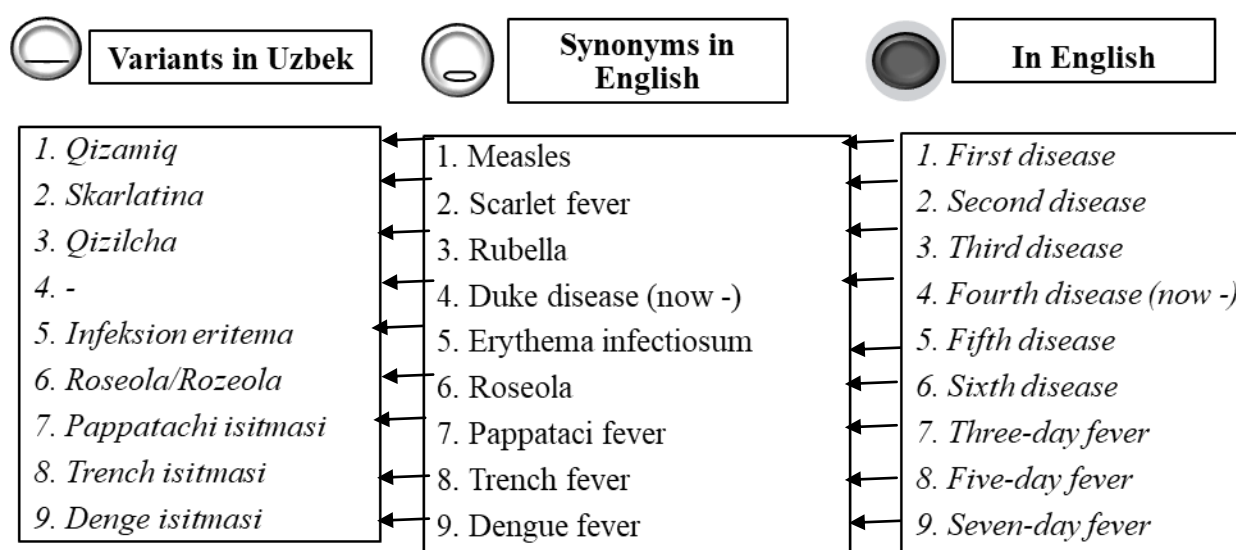 Variants in Uzbek
1. Qizamiq
2. Skarlatina
3. Qizilcha
4. -
5. Infeksion eritema
6. Roseola/Rozeola
7. Pappatachi isitmasi
8. Trench isitmasi
9. Denge isitmasi
Synonyms in
English
1. Measles
2. Scarlet fever
3. Rubella
4. Duke disease (now -)
5. Erythema infectiosum
6. Roseola
7. Pappataci fever
8. Trench fever
9. Dengue fever
In English
1. First disease
2. Second disease
3. Third disease
4. Fourth disease (now -)
5. Fifth disease
6. Sixth disease
7. Three-day fever
8. Five-day fever
9. Seven-day fever